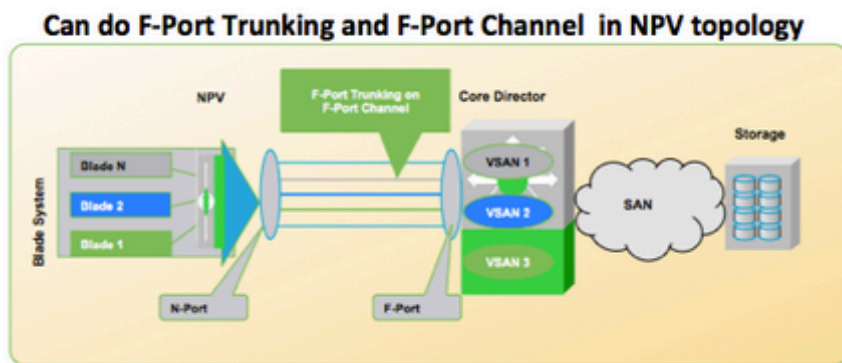 Can do F-Port Trunking and F-Port Channel in NPV topology
NPV
F-Port Trunking on
F-Port Channel
Core Director
Storage
Blade System
Blade N
Blade 2
Blade 1
VSAN 1
VSAN 2
VSAN 3
SAN
N-Port
F-Port